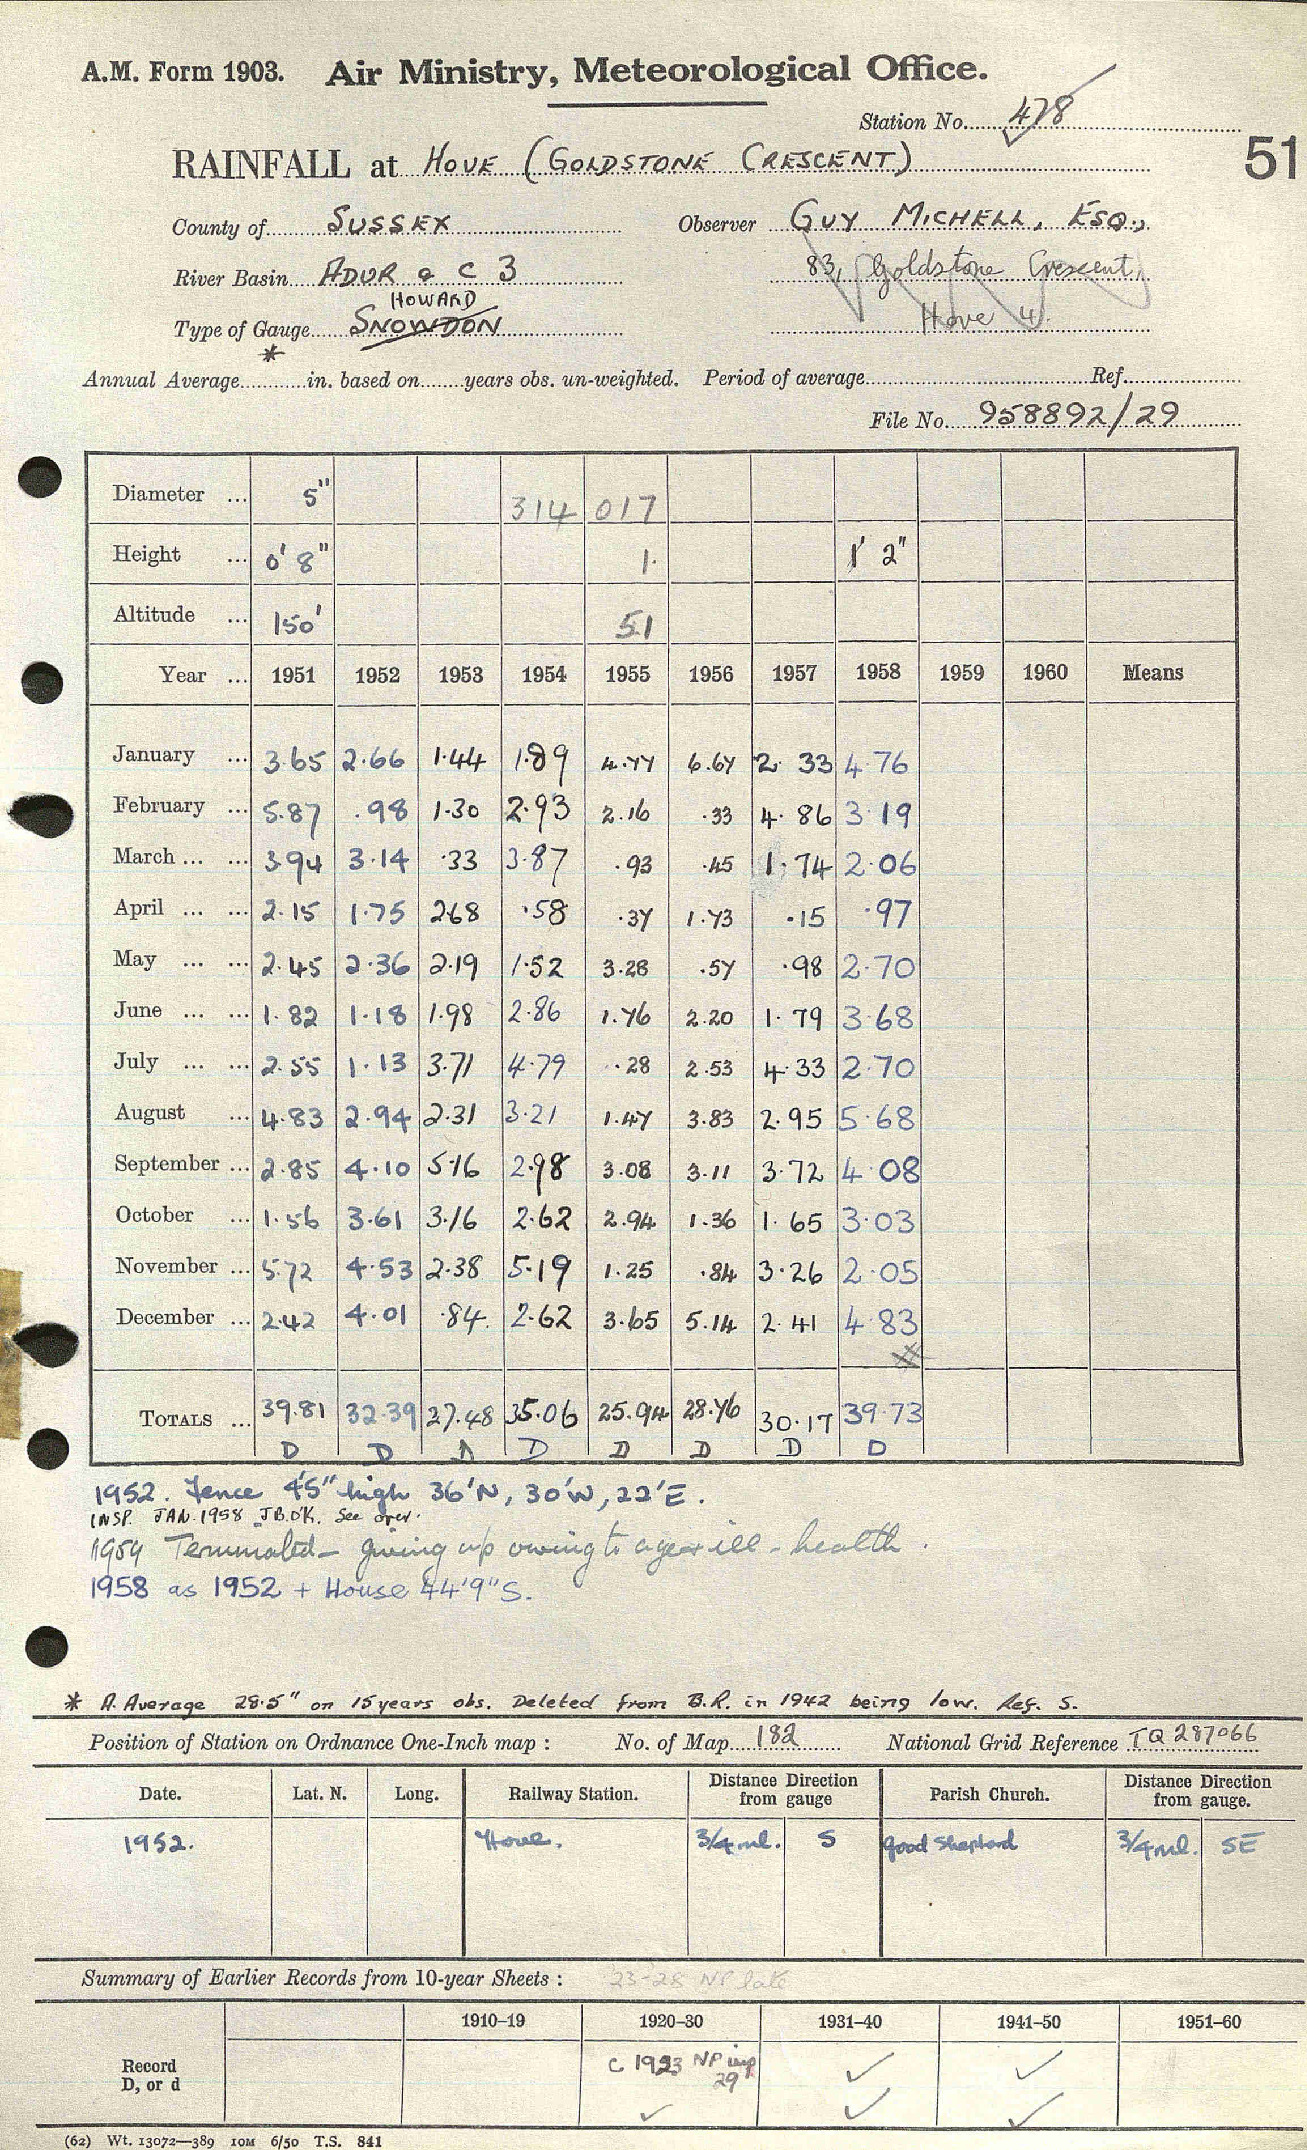 A.M. Form 1903. Air Ministry, Meteorological Office.
Station No. 478
51
RAINFALL at HOVE (GOLDSTONE CRESCENT)
County of SUSSEX Observer GUY MICHELL, ESQ.,
River Basin ADUR & C 3 83, Goldstone Crescent,
HOWARD
Type of Gauge SNOWDON Hove 4.
*
Annual Average in. based on years obs. un-weighted. Period of average Ref.
File No. 958892/29
Diameter ... 5" 314 017
Height ... 0' 8" 1. 1' 2"
Altitude ... 150' 51
Year ... 1951 1952 1953 1954 1955 1956 1957 1958 1959 1960 Means
January ... 3.65 2.66 1.44 1.89 4.77 6.67 2.33 4.76
February ... 5.87 .98 1.30 2.93 2.16 .33 4.86 3.19
March ... ... 3.94 3.14 .33 3.87 .93 .45 1.74 2.06
April ... ... 2.15 1.75 2.68 .58 .37 1.73 .15 .97
May ... ... 2.45 2.36 2.19 1.52 3.28 .57 .98 2.70
June ... ... 1.82 1.18 1.98 2.86 1.76 2.20 1.79 3.68
July ... ... 2.55 1.13 3.71 4.79 .28 2.53 4.33 2.70
August ... 4.83 2.94 2.31 3.21 1.47 3.83 2.95 5.68
September ... 2.85 4.10 5.16 2.98 3.08 3.11 3.72 4.08
October ... 1.56 3.61 3.16 2.62 2.94 1.36 1.65 3.03
November ... 5.72 4.53 2.38 5.19 1.25 .84 3.26 2.05
December ... 2.42 4.01 .84 2.62 3.65 5.14 2.41 4.83
TOTALS ... 39.81 32.39 27.48 35.06 25.94 28.76 30.17 39.73
D D D D D D D D
1952. Fence 4'5" high 36'N, 30'W, 22'E.
INSP. JAN. 1958 J.B.O'K. See over.
1959 Terminated - giving up owing to age & ill-health.
1958 as 1952 + House 44'9"S.
* A. Average 28.5" on 15 years obs. Deleted from B.R. in 1942 being low. Ref. S.
Position of Station on Ordnance One-Inch map : No. of Map 182 National Grid Reference TQ 287066
Date. Lat. N. Long. Railway Station. Distance Direction from gauge Parish Church. Distance Direction from gauge.
1952. Hove. 3/4 ml. S Good Shepherd 3/4 ml. SE
Summary of Earlier Records from 10-year Sheets : 23-28 NP late
1910–19 1920–30 1931–40 1941–50 1951–60
Record C 1923 NP imp
D, or d 29
(62) Wt. 13072—389 10M 6/50 T.S. 841